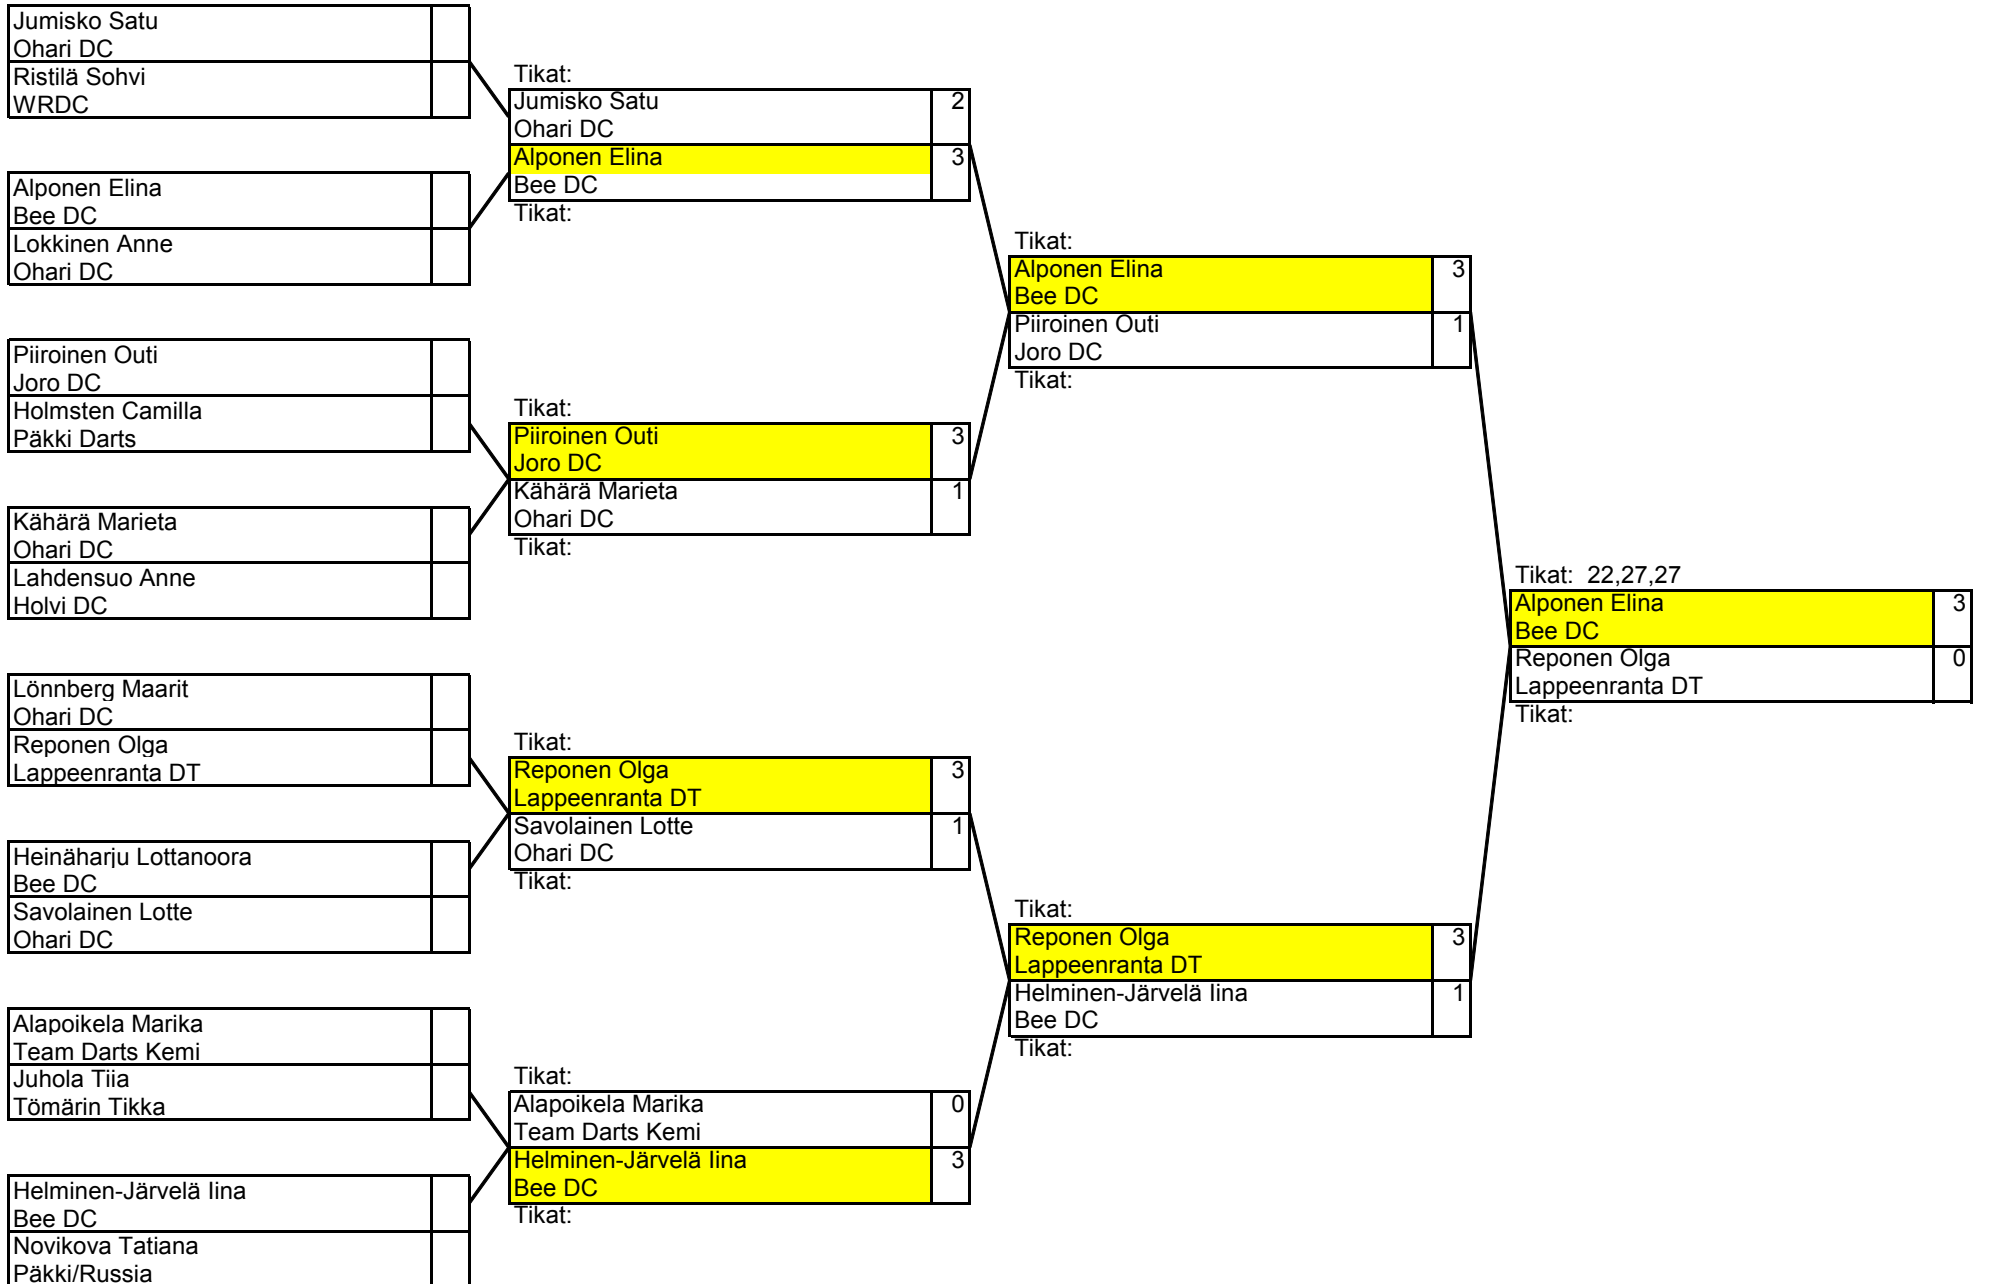 Jumisko Satu
Ohari DC
Ristilä Sohvi
WRDC
Alponen Elina
Bee DC
Lokkinen Anne
Ohari DC
Piiroinen Outi
Joro DC
Holmsten Camilla
Päkki Darts
Kähärä Marieta
Ohari DC
Lahdensuo Anne
Holvi DC
Lönnberg Maarit
Ohari DC
Reponen Olga
Lappeenranta DT
Heinäharju Lottanoora
Bee DC
Savolainen Lotte
Ohari DC
Alapoikela Marika
Team Darts Kemi
Juhola Tiia
Tömärin Tikka
Helminen-Järvelä Iina
Bee DC
Novikova Tatiana
Päkki/Russia
Tikat:
Jumisko Satu 2
Ohari DC
Alponen Elina 3
Bee DC
Tikat:
Tikat:
Piiroinen Outi 3
Joro DC
Kähärä Marieta 1
Ohari DC
Tikat:
Tikat:
Reponen Olga 3
Lappeenranta DT
Savolainen Lotte 1
Ohari DC
Tikat:
Tikat:
Alapoikela Marika 0
Team Darts Kemi
Helminen-Järvelä Iina 3
Bee DC
Tikat:
Tikat:
Alponen Elina 3
Bee DC
Piiroinen Outi 1
Joro DC
Tikat:
Tikat:
Reponen Olga 3
Lappeenranta DT
Helminen-Järvelä Iina 1
Bee DC
Tikat:
Tikat: 22,27,27
Alponen Elina 3
Bee DC
Reponen Olga 0
Lappeenranta DT
Tikat: